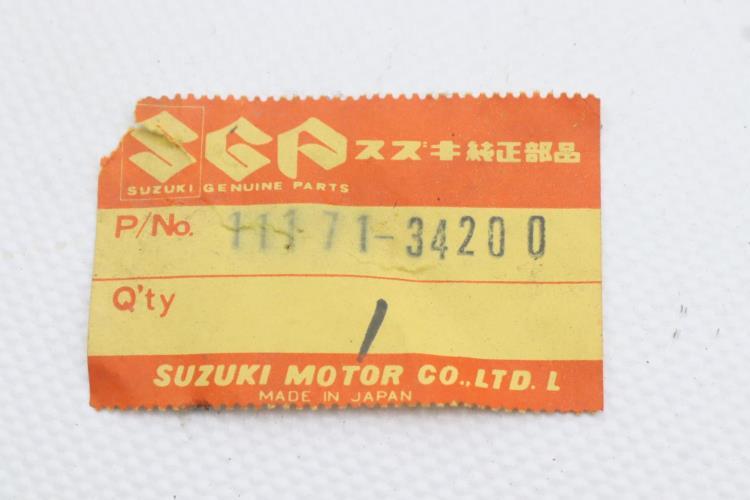 SGP スズキ純正部品
SUZUKI GENUINE PARTS
P/No. 11171-34200
Q'ty 1
SUZUKI MOTOR CO.,LTD. L
MADE IN JAPAN